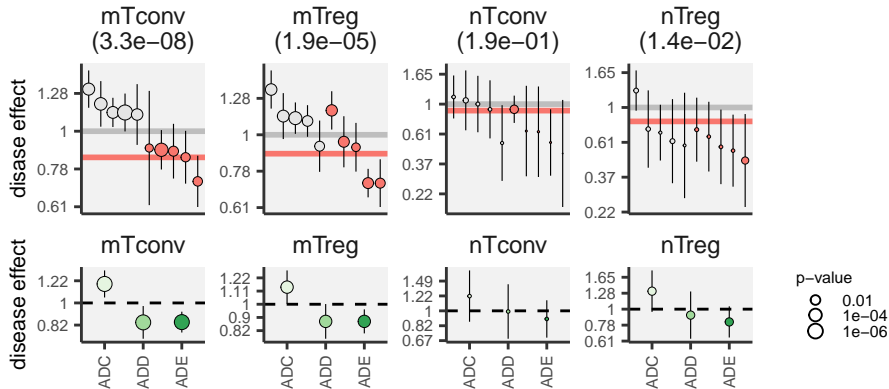 mTconv
(3.3e−08)
mTreg
(1.9e−05)
nTconv
(1.9e−01)
nTreg
(1.4e−02)
disase effect
1.28
1
0.78
0.61
1.28
1
0.78
0.61
1.65
1
0.61
0.37
0.22
1.65
1
0.61
0.37
0.22
mTconv
mTreg
nTconv
nTreg
disease effect
1.22
1
0.82
1.22
1.11
1
0.9
0.82
1.49
1.22
1
0.82
0.67
1.65
1.28
1
0.78
0.61
ADC
ADD
ADE
ADC
ADD
ADE
ADC
ADD
ADE
ADC
ADD
ADE
p−value
0.01
1e−04
1e−06